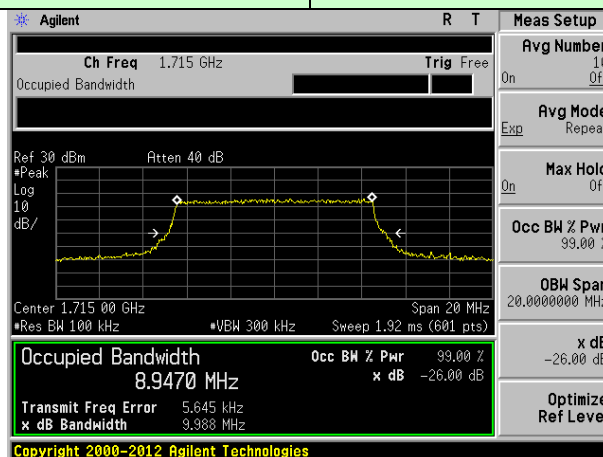 Agilent R T Meas Setup
Ch Freq 1.715 GHz Trig Free
Occupied Bandwidth
Ref 30 dBm Atten 40 dB
#Peak
Log
10
dB/
Center 1.715 00 GHz Span 20 MHz
#Res BW 100 kHz #VBW 300 kHz Sweep 1.92 ms (601 pts)
Occupied Bandwidth
8.9470 MHz
Occ BW % Pwr 99.00 %
x dB -26.00 dB
Transmit Freq Error 5.645 kHz
x dB Bandwidth 9.988 MHz
Copyright 2000-2012 Agilent Technologies
Avg Number
On
Avg Mode
Exp Repea
Max Hold
On
Occ BW % Pwr
99.00 %
OBW Span
20.0000000 MHz
x dB
-26.00 dB
Optimize
Ref Level